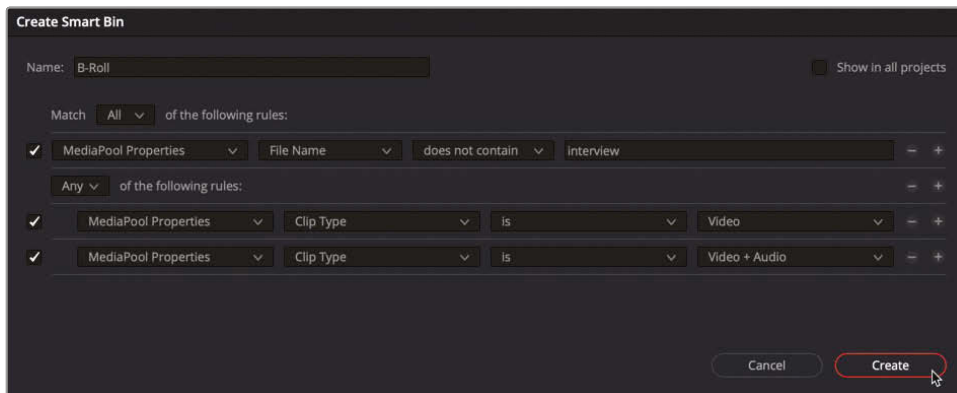 Create Smart Bin
Name: B-Roll Show in all projects
Match All of the following rules:
MediaPool Properties File Name does not contain interview
Any of the following rules:
MediaPool Properties Clip Type is Video
MediaPool Properties Clip Type is Video + Audio
Cancel Create